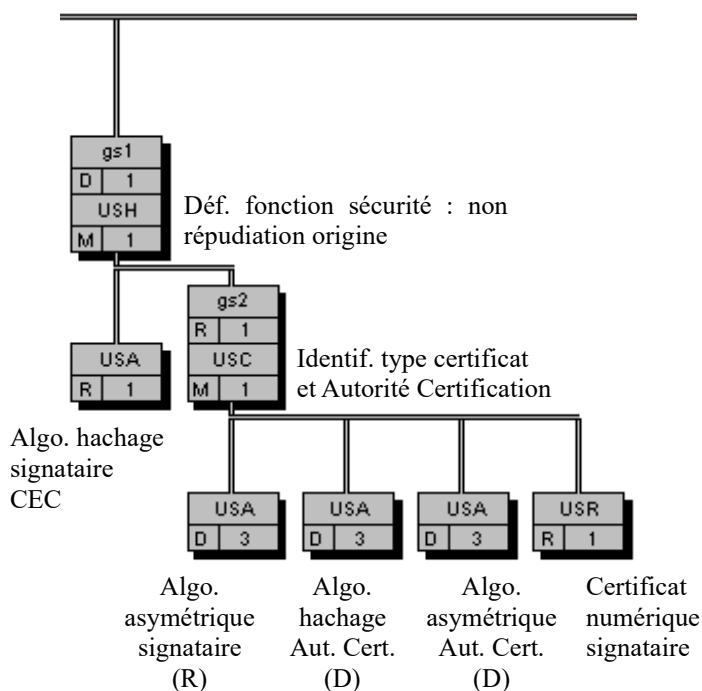 gs1
D 1
USH
M 1
Déf. fonction sécurité : non
répudiation origine
gs2
R 1
USC
M 1
Identif. type certificat
et Autorité Certification
USA
R 1
Algo. hachage
signataire
CEC
USA
D 3
Algo.
asymétrique
signataire
(R)
USA
D 3
Algo.
hachage
Aut. Cert.
(D)
USA
D 3
Algo.
asymétrique
Aut. Cert.
(D)
USR
R 1
Certificat
numérique
signataire